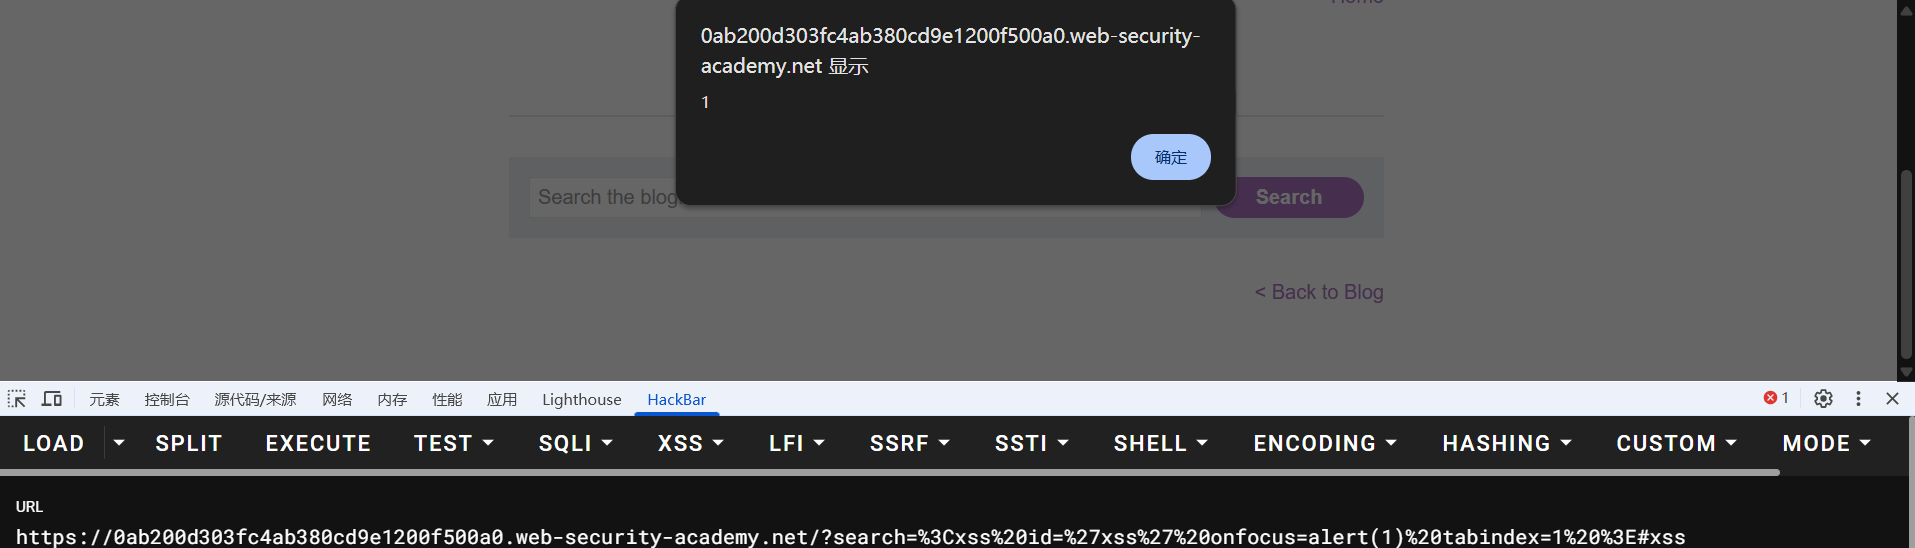 Home
0ab200d303fc4ab380cd9e1200f500a0.web-security-
academy.net 显示
1
确定
Search the blog
Search
< Back to Blog
元素 控制台 源代码/来源 网络 内存 性能 应用 Lighthouse HackBar 1
LOAD SPLIT EXECUTE TEST SQLI XSS LFI SSRF SSTI SHELL ENCODING HASHING CUSTOM MODE
URL
https://0ab200d303fc4ab380cd9e1200f500a0.web-security-academy.net/?search=%3Cxss%20id=%27xss%27%20onfocus=alert(1)%20tabindex=1%20%3E#xss